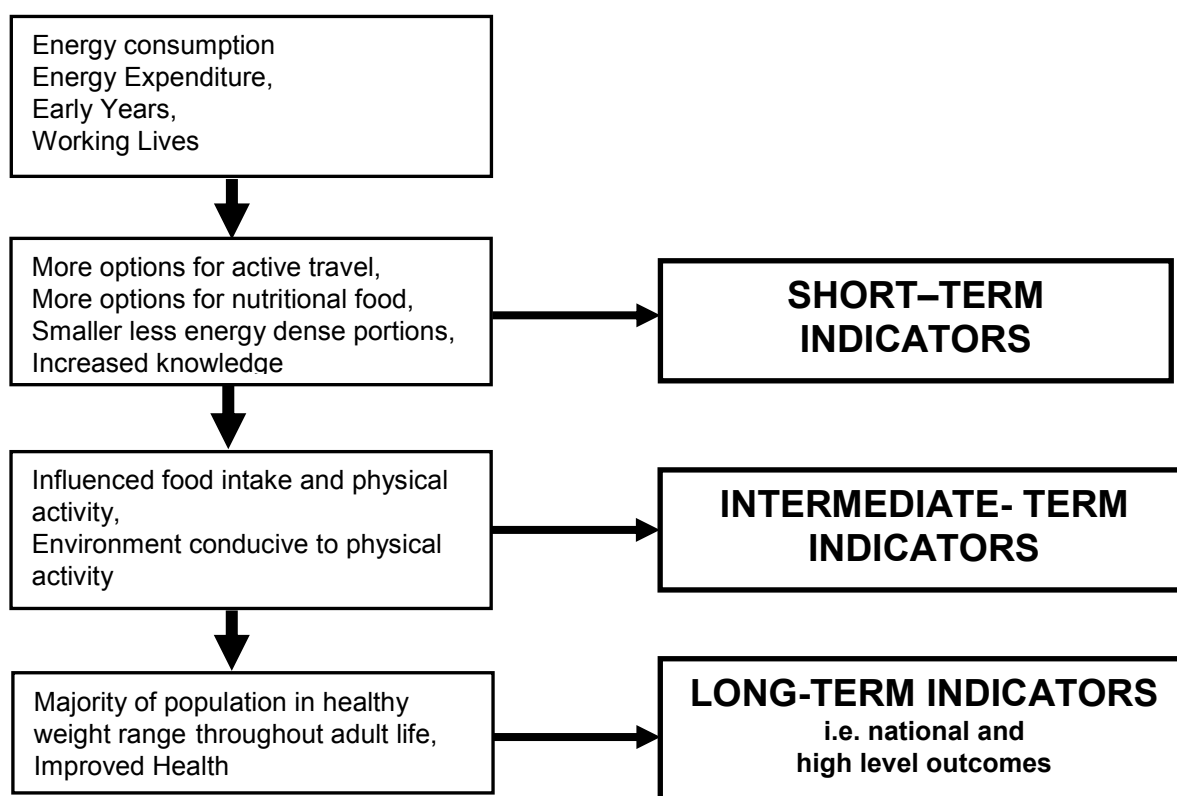 Energy consumption
Energy Expenditure,
Early Years,
Working Lives
More options for active travel,
More options for nutritional food,
Smaller less energy dense portions,
Increased knowledge
SHORT–TERM
INDICATORS
Influenced food intake and physical
activity,
Environment conducive to physical
activity
INTERMEDIATE- TERM
INDICATORS
Majority of population in healthy
weight range throughout adult life,
Improved Health
LONG-TERM INDICATORS
i.e. national and
high level outcomes